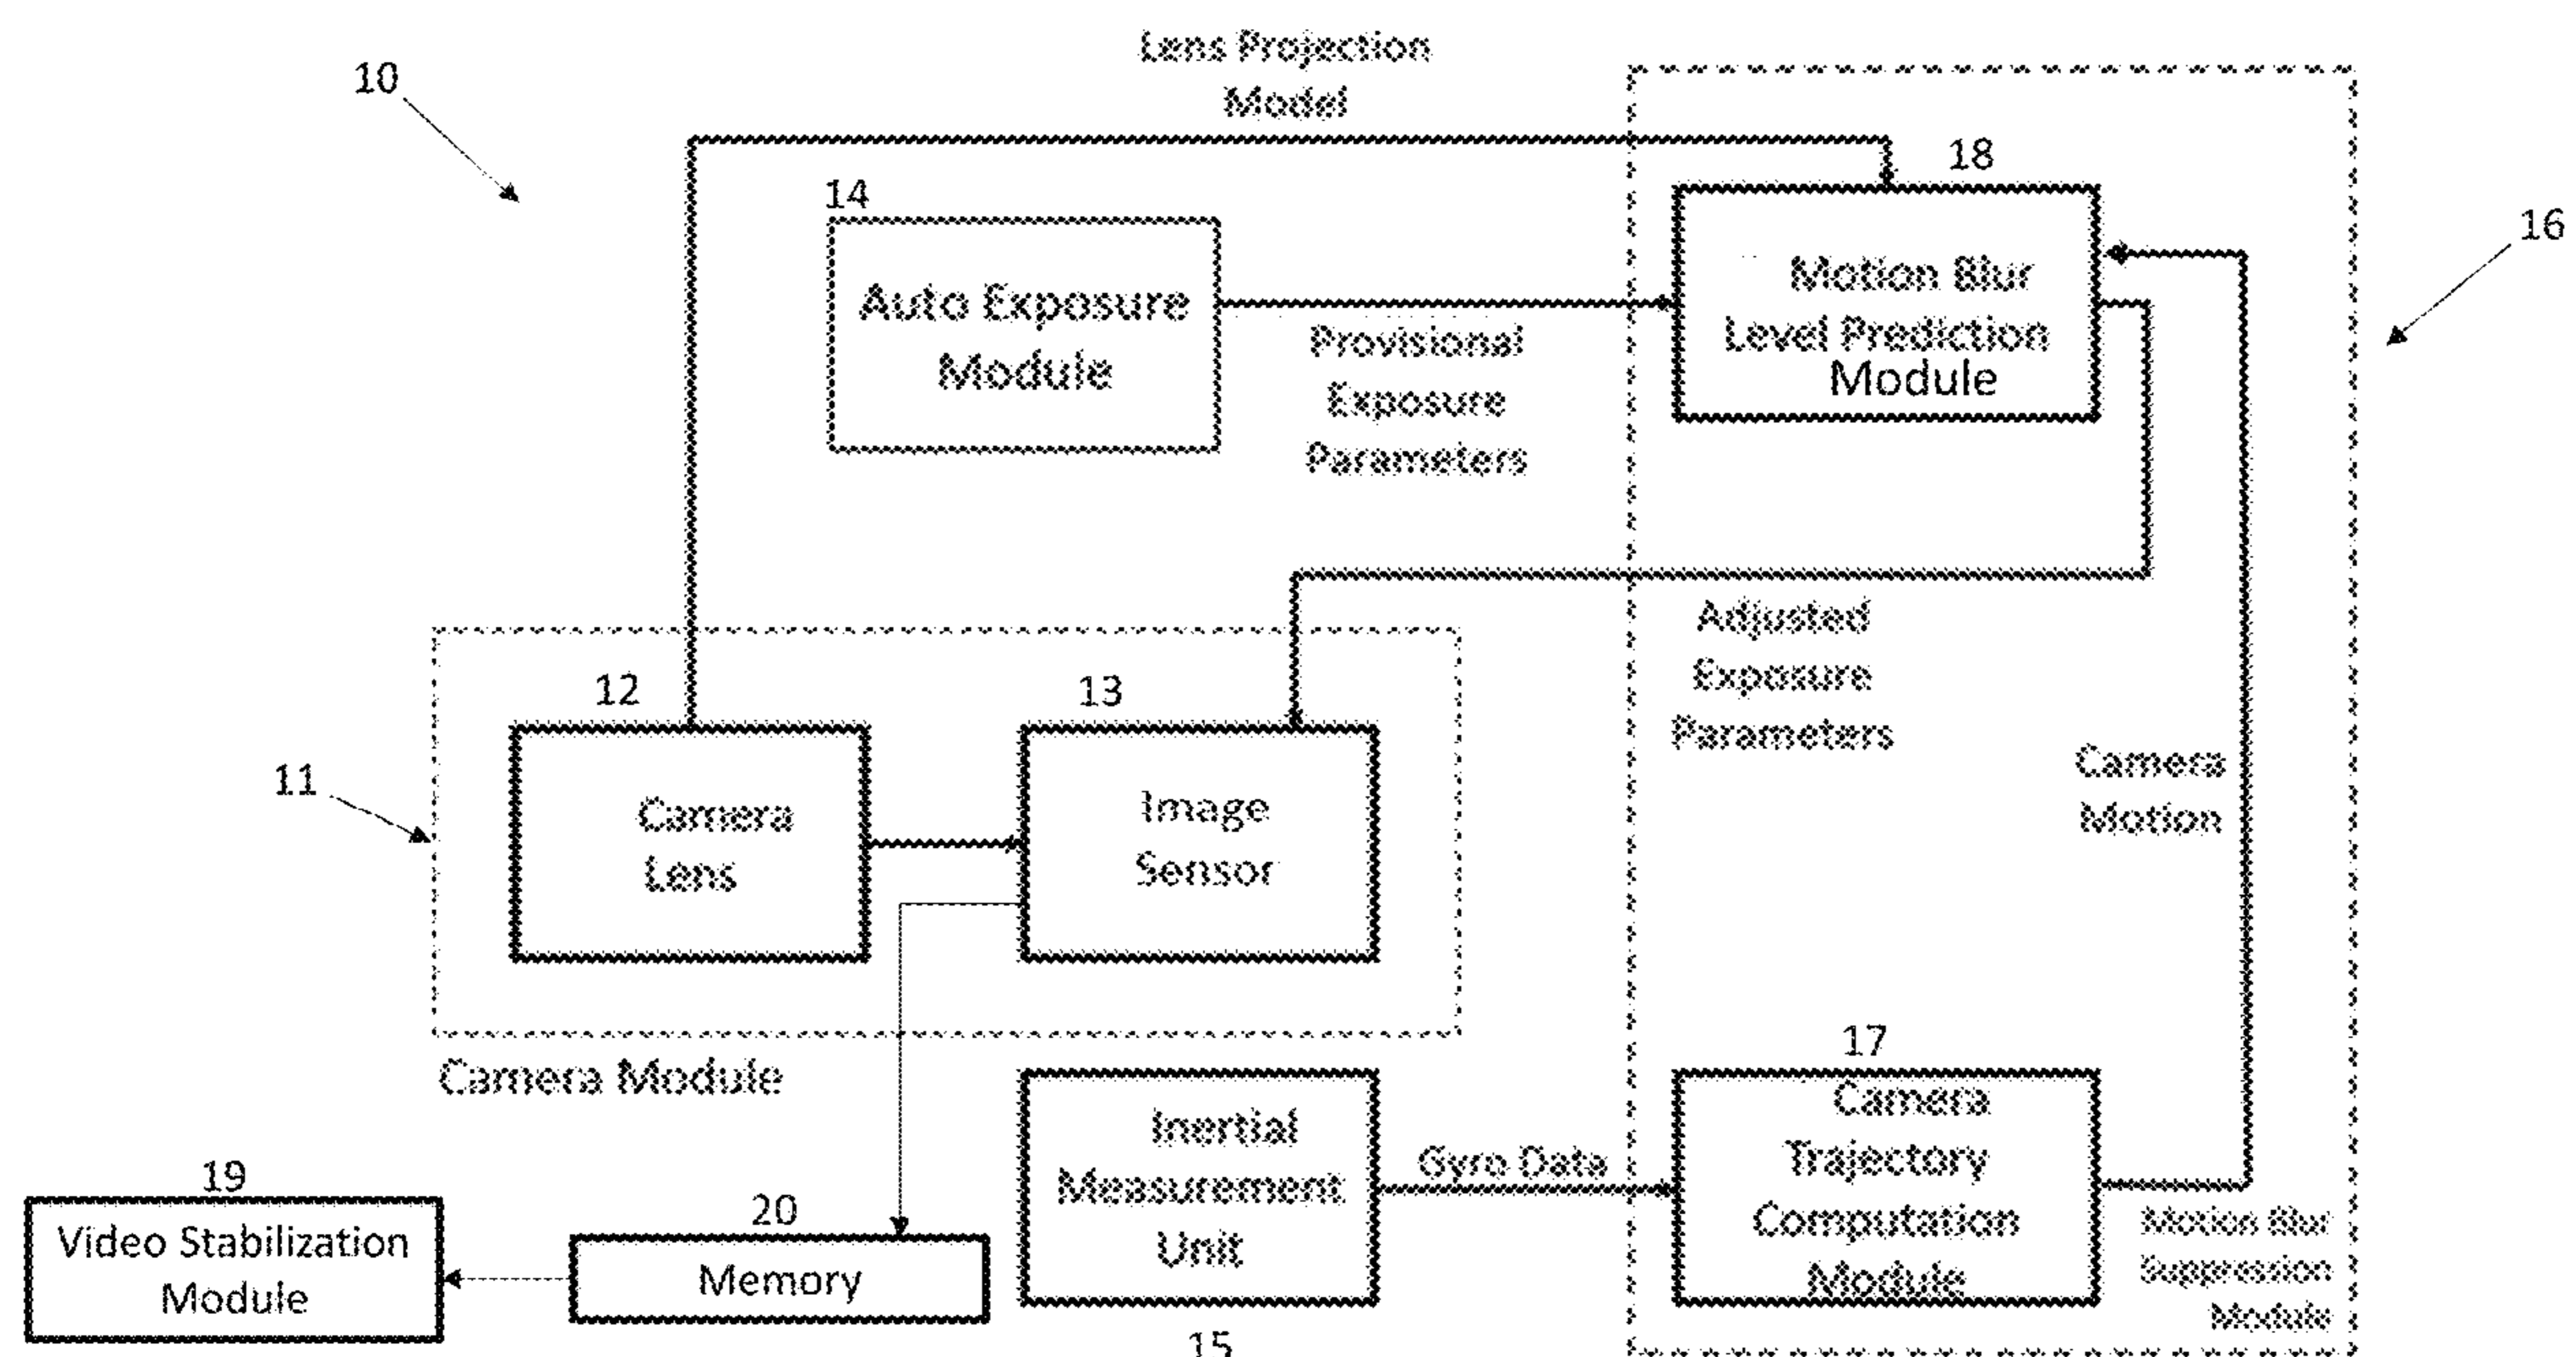 Lens Projection
Model
10
18
14
16
Auto Exposure
Module
Motion Blur
Level Prediction
Module
Provisional
Exposure
Parameters
Adjusted
Exposure
Parameters
12
13
11
Camera
Lens
Image
Sensor
Camera
Motion
Camera Module
17
Inertial
Measurement
Unit
Gyro Data
Camera
Trajectory
Computation
Module
19
Video Stabilization
Module
20
Memory
Motion Blur
Suppression
Module
15